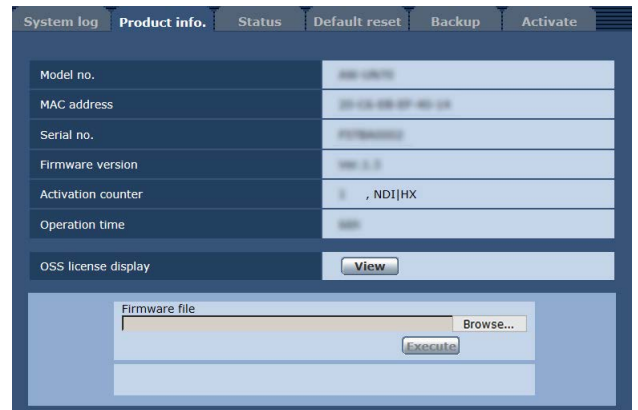 System log Product info. Status Default reset Backup Activate
Model no.
MAC address
Serial no.
Firmware version
Activation counter , NDI|HX
Operation time
OSS license display View
Firmware file
Browse...
Execute